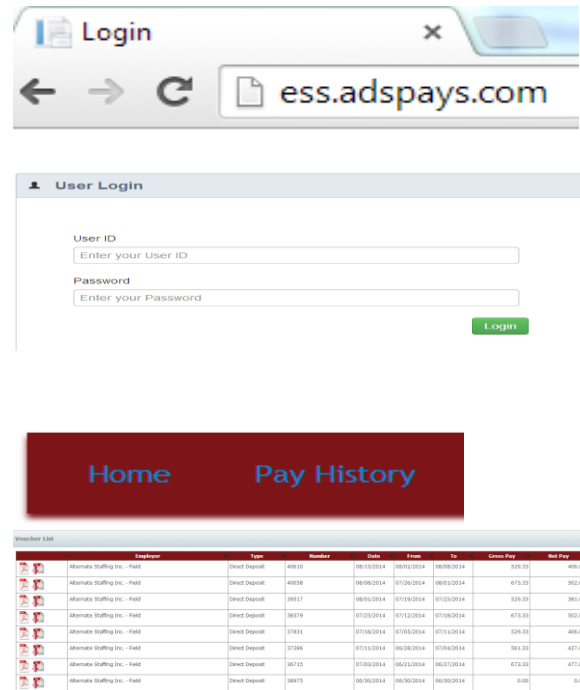 Login
ess.adspays.com
User Login
User ID
Enter your User ID
Password
Enter your Password
Login
Home Pay History
Voucher List
Employer Type Number Date From To Gross Pay Net Pay
Alternate Staffing Inc. - Field Direct Deposit 40610 08/15/2014 08/02/2014 08/08/2014 529.33
Alternate Staffing Inc. - Field Direct Deposit 40038 08/08/2014 07/26/2014 08/01/2014 673.33
Alternate Staffing Inc. - Field Direct Deposit 39317 08/01/2014 07/19/2014 07/25/2014 529.33
Alternate Staffing Inc. - Field Direct Deposit 38379 07/25/2014 07/12/2014 07/18/2014 673.33
Alternate Staffing Inc. - Field Direct Deposit 37831 07/18/2014 07/05/2014 07/11/2014 529.33
Alternate Staffing Inc. - Field Direct Deposit 37286 07/11/2014 06/28/2014 07/04/2014 561.33
Alternate Staffing Inc. - Field Direct Deposit 36715 07/03/2014 06/21/2014 06/27/2014 673.33
Alternate Staffing Inc. - Field Direct Deposit 38975 06/30/2014 06/30/2014 06/30/2014 0.00